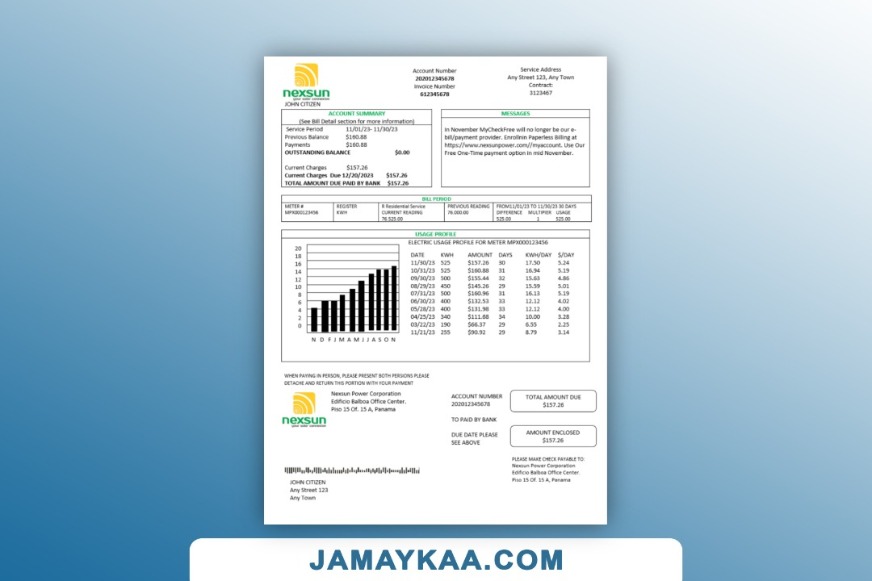 nexsun
JOHN CITIZEN
Account Number
202012345678
Invoice Number
612345678
Service Address
Any Street 123, Any Town
Contract:
3123467
ACCOUNT SUMMARY
(See Bill Detail section for more information)
Service Period 11/01/23- 11/30/23
Previous Balance $160.88
Payments $160.88
OUTSTANDING BALANCE $0.00
Current Charges $157.26
Current Charges Due 12/20/2023 $157.26
TOTAL AMOUNT DUE PAID BY BANK $157.26
MESSAGES
In November MyCheckFree will no longer be our e-
bill/payment provider. Enrollnin Paperless Billing at
https://www.nexsunpower.com//myaccount. Use Our
Free One-Time payment option in mid November.
BILL PERIOD
METER # REGISTER R Residential Service PREVIOUS READING FROM11/01/23 TO 11/30/23 30 DAYS
MPX000123456 KWH CURRENT READING 76.000.00 DIFFERENCE MULTIPLIER USAGE
76.525.00 525.00 1 525.00
USAGE PROFILE
ELECTRIC USAGE PROFILE FOR METER MPX000123456
20
18
16
14
12
10
8
6
4
2
0
N D F J M A M J J A S O N
DATE KWH AMOUNT DAYS KWH/DAY $/DAY
11/30/23 525 $157.26 30 17.50 5.24
10/31/23 525 $160.88 31 16.94 5.19
09/30/23 500 $155.44 32 15.63 4.86
08/29/23 450 $145.26 29 15.59 5.01
07/31/23 500 $160.96 31 16.13 5.19
06/30/23 400 $132.53 33 12.12 4.02
05/28/23 400 $131.98 33 12.12 4.00
04/25/23 340 $111.68 34 10.00 3.28
03/22/23 190 $66.37 29 6.55 2.25
11/21/23 255 $90.92 29 8.79 3.14
WHEN PAYING IN PERSON, PLEASE PRESENT BOTH PERSIONS PLEASE
DETACHE AND RETURN THIS PORTION WITH YOUR PAYMENT
nexsun
Nexsun Power Corporation
Edificio Balboa Office Center.
Piso 15 Of. 15 A, Panama
ACCOUNT NUMBER
202012345678
TO PAID BY BANK
DUE DATE PLEASE
SEE ABOVE
TOTAL AMOUNT DUE
$157.26
AMOUNT ENCLOSED
$157.26
PLEASE MAKE CHECK PAYABLE TO:
Nexsun Power Corporation
Edificio Balboa Office Center.
Piso 15 Of. 15 A, Panama
JOHN CITIZEN
Any Street 123
Any Town
JAMAYKAA.COM